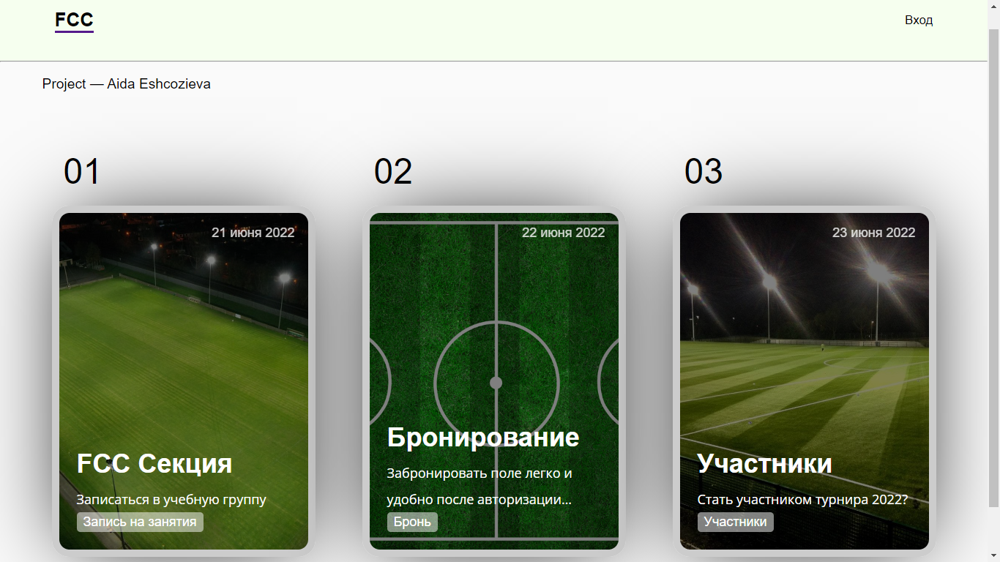 FCC
Вход
Project — Aida Eshcozieva
01
02
03
21 июня 2022
FCC Секция
Записаться в учебную группу
Запись на занятия
22 июня 2022
Бронирование
Забронировать поле легко и
удобно после авторизации...
Бронь
23 июня 2022
Участники
Стать участником турнира 2022?
Участники